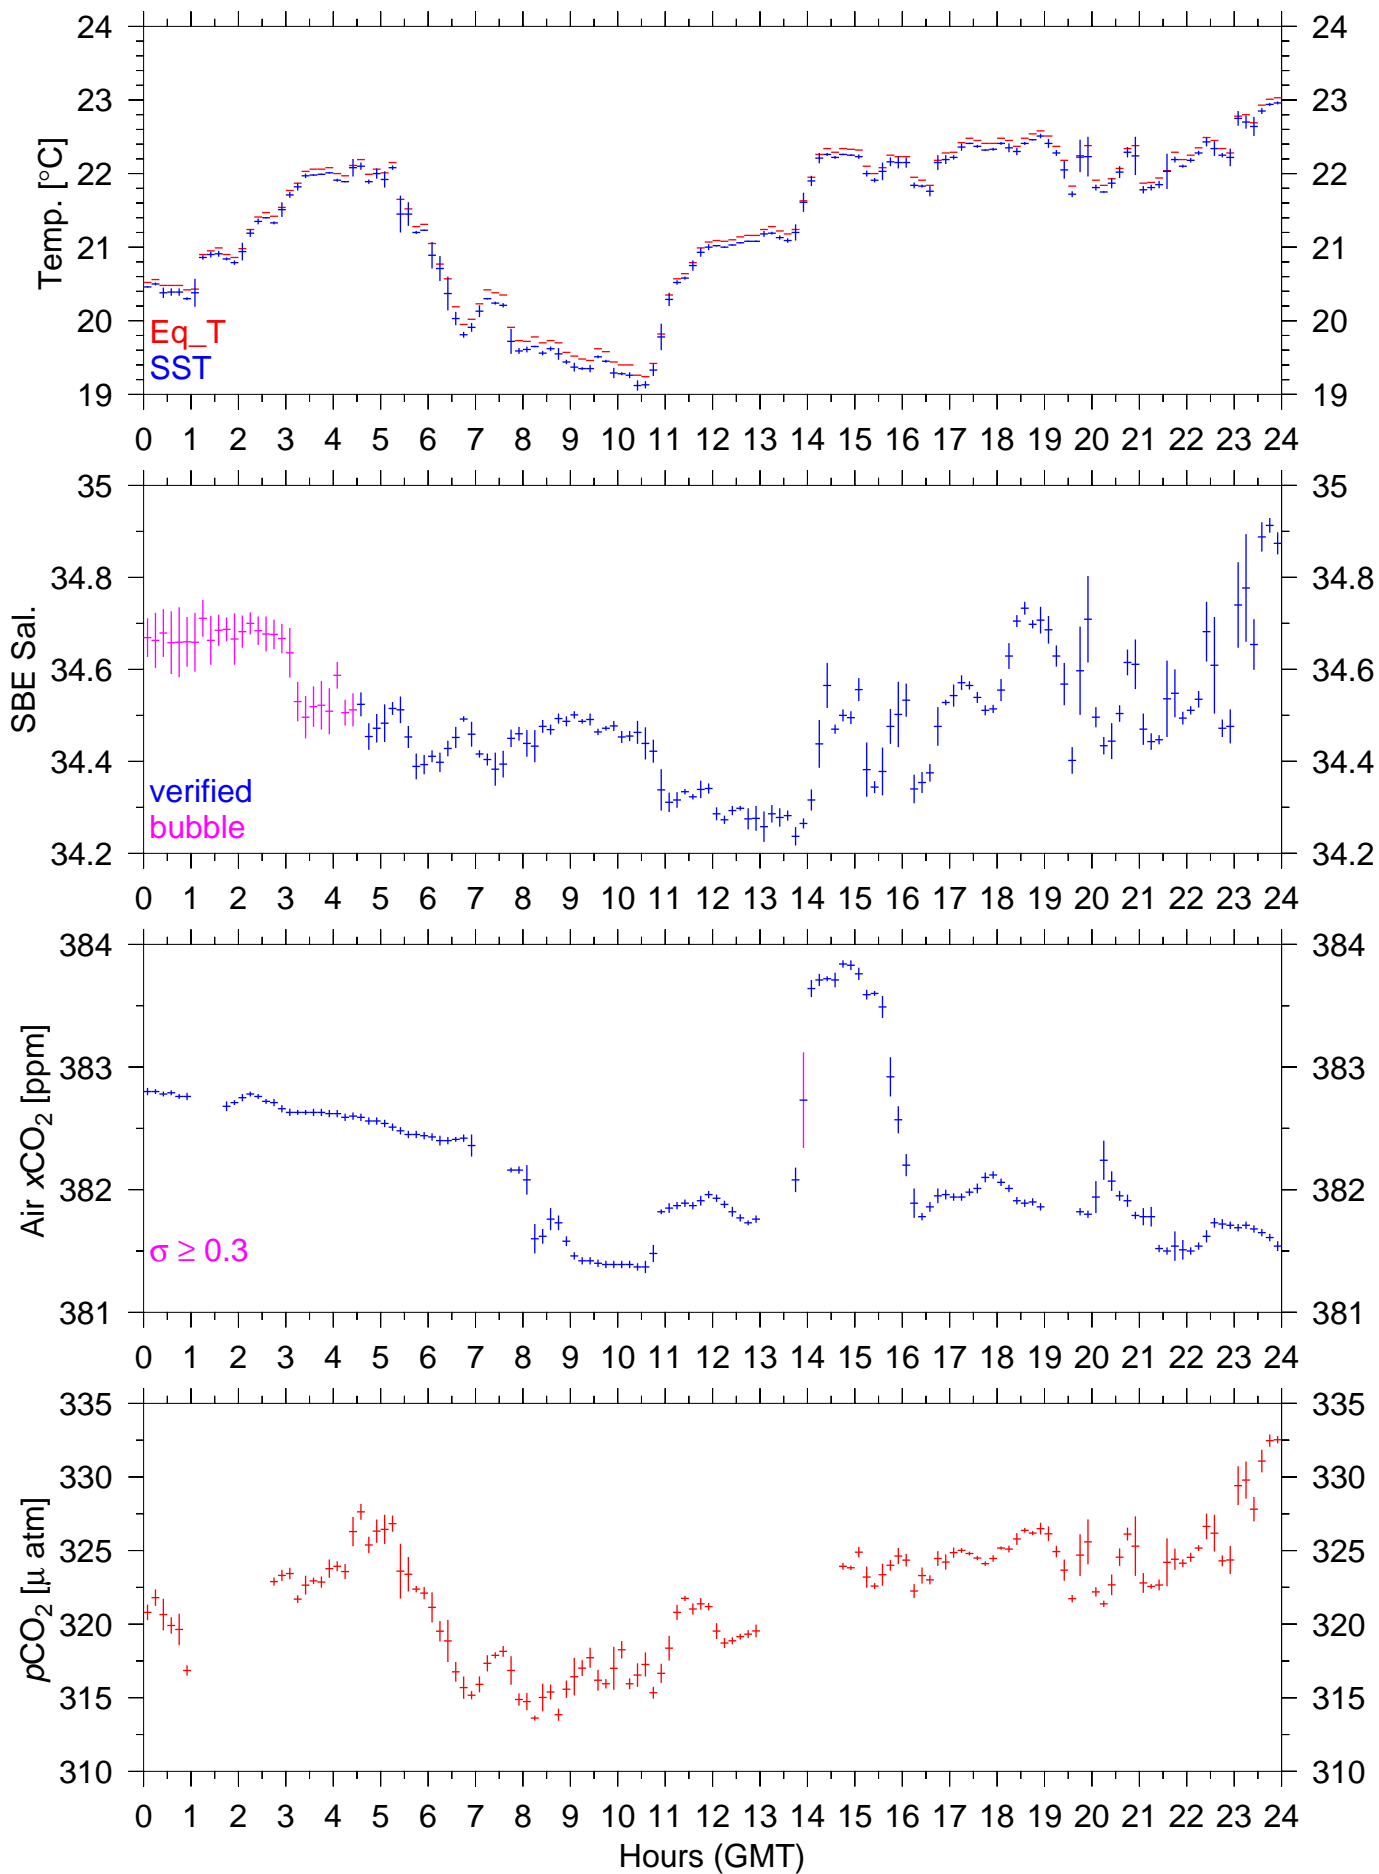 24 24
23 23
22 22
21 21
20 20
19 19
Temp. [°C]
Eq_T
SST
0 1 2 3 4 5 6 7 8 9 10 11 12 13 14 15 16 17 18 19 20 21 22 23 24
35 35
34.8 34.8
34.6 34.6
34.4 34.4
34.2 34.2
SBE Sal.
verified
bubble
0 1 2 3 4 5 6 7 8 9 10 11 12 13 14 15 16 17 18 19 20 21 22 23 24
384 384
383 383
382 382
381 381
Air xCO₂ [ppm]
σ ≥ 0.3
0 1 2 3 4 5 6 7 8 9 10 11 12 13 14 15 16 17 18 19 20 21 22 23 24
335 335
330 330
325 325
320 320
315 315
310 310
pCO₂ [μ atm]
0 1 2 3 4 5 6 7 8 9 10 11 12 13 14 15 16 17 18 19 20 21 22 23 24
Hours (GMT)